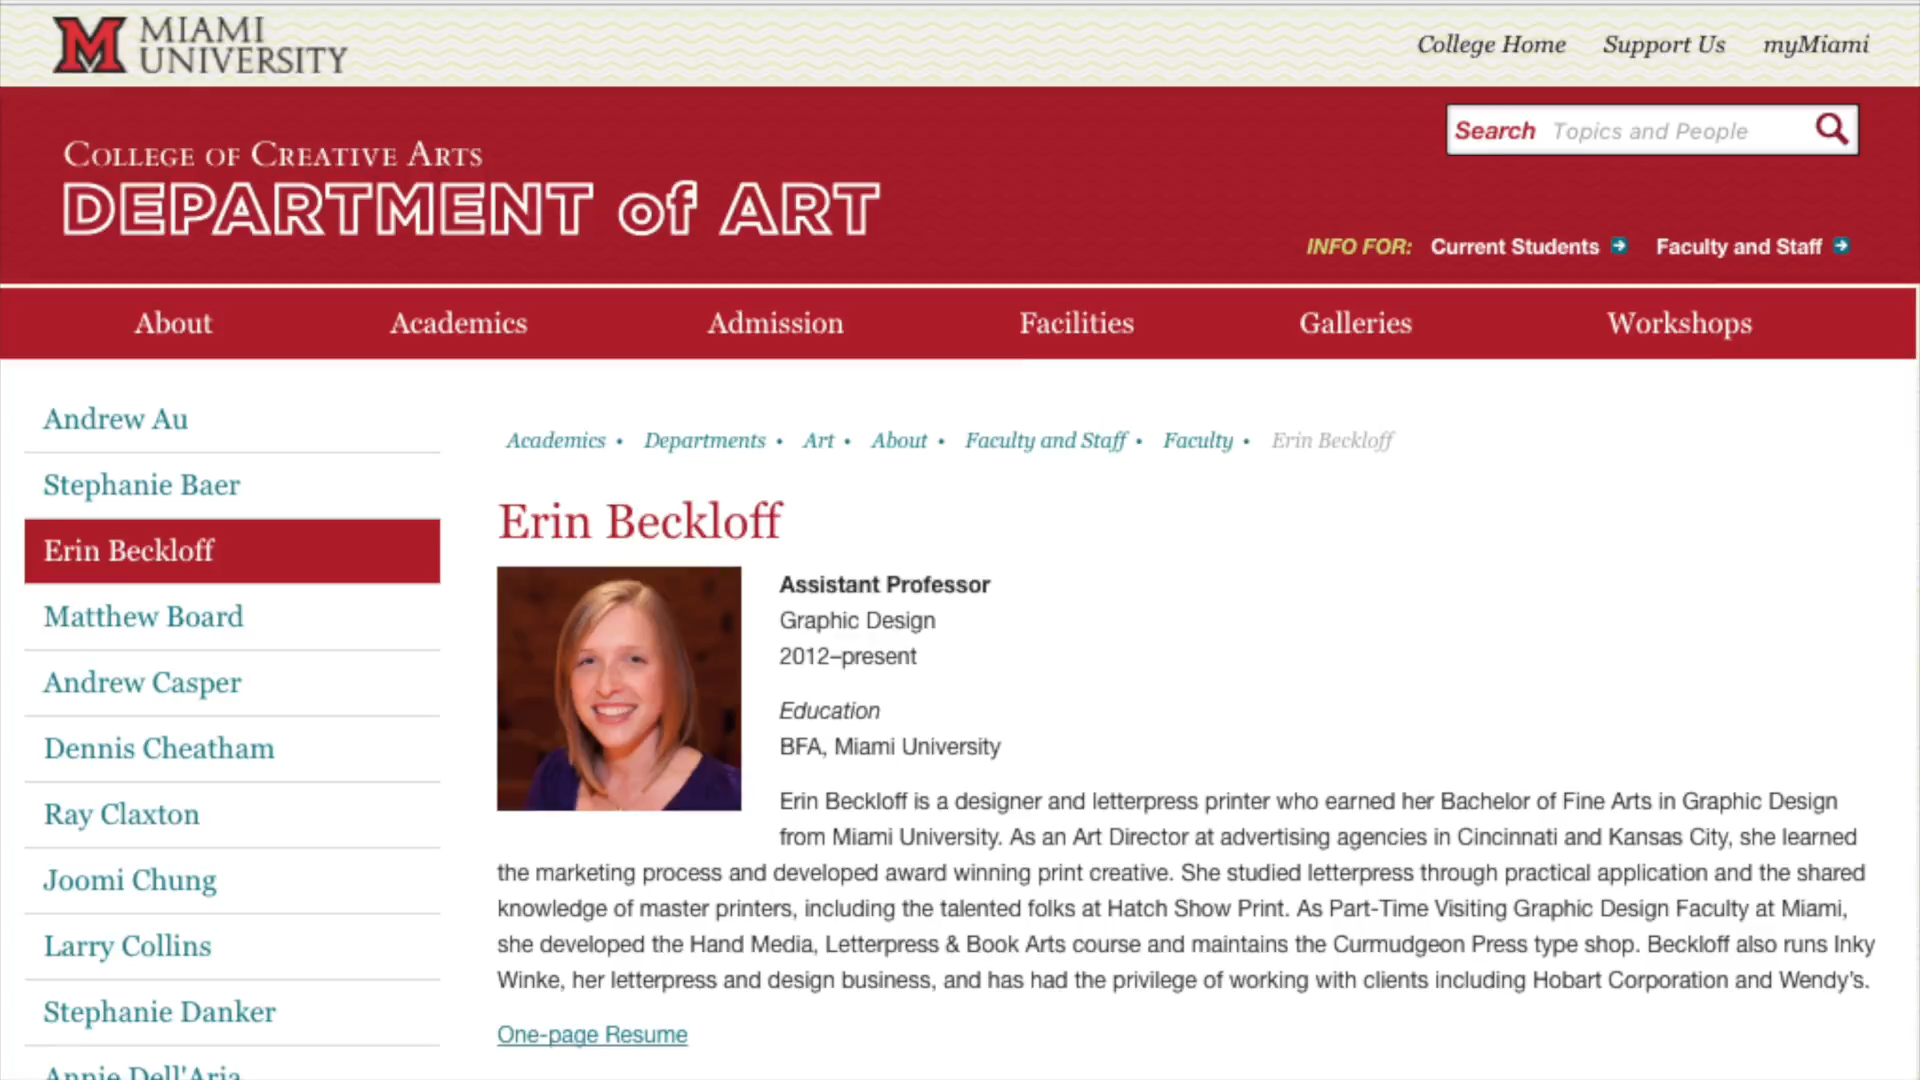 MIAMI
UNIVERSITY
College Home Support Us myMiami
COLLEGE OF CREATIVE ARTS
DEPARTMENT of ART
Search Topics and People
INFO FOR: Current Students Faculty and Staff
About Academics Admission Facilities Galleries Workshops
Andrew Au
Stephanie Baer
Erin Beckloff
Matthew Board
Andrew Casper
Dennis Cheatham
Ray Claxton
Joomi Chung
Larry Collins
Stephanie Danker
Annie Dell'Aria
Academics • Departments • Art • About • Faculty and Staff • Faculty • Erin Beckloff
Erin Beckloff
Assistant Professor
Graphic Design
2012–present
Education
BFA, Miami University
Erin Beckloff is a designer and letterpress printer who earned her Bachelor of Fine Arts in Graphic Design
from Miami University. As an Art Director at advertising agencies in Cincinnati and Kansas City, she learned
the marketing process and developed award winning print creative. She studied letterpress through practical application and the shared
knowledge of master printers, including the talented folks at Hatch Show Print. As Part-Time Visiting Graphic Design Faculty at Miami,
she developed the Hand Media, Letterpress & Book Arts course and maintains the Curmudgeon Press type shop. Beckloff also runs Inky
Winke, her letterpress and design business, and has had the privilege of working with clients including Hobart Corporation and Wendy's.
One-page Resume